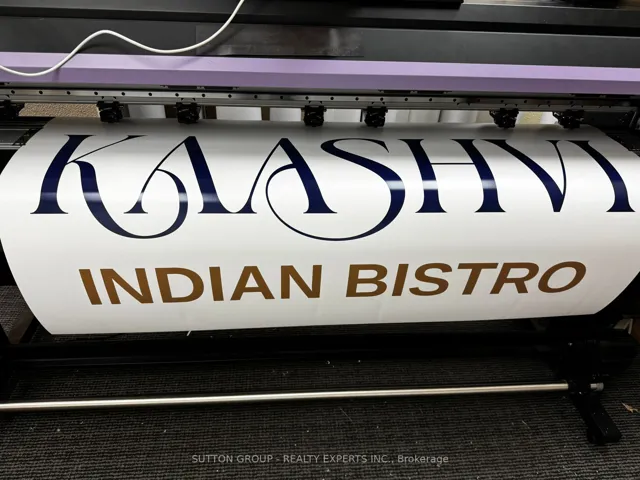 KAASHVI
INDIAN BISTRO
SUTTON GROUP - REALTY EXPERTS INC., Brokerage